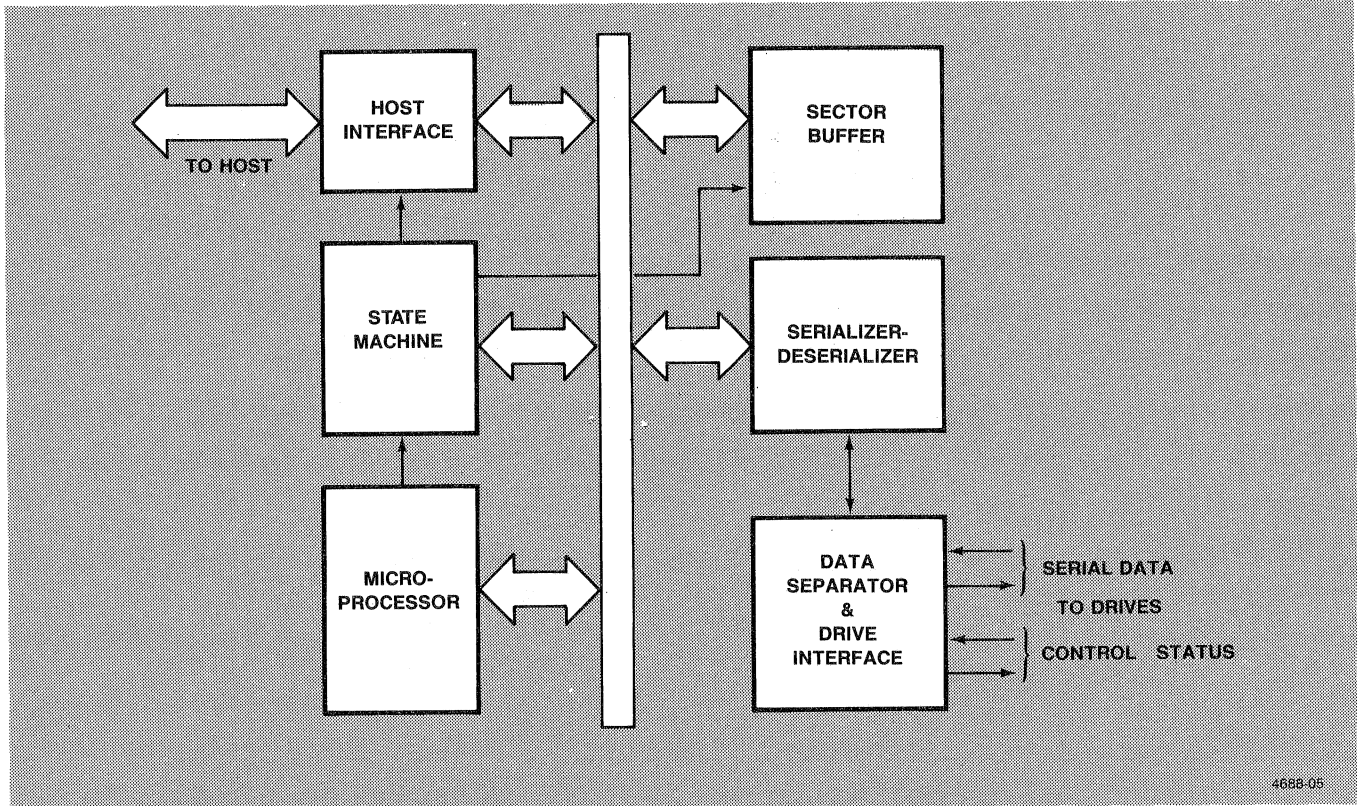 HOST
INTERFACE
TO HOST
SECTOR
BUFFER
STATE
MACHINE
SERIALIZER-
DESERIALIZER
MICRO-
PROCESSOR
DATA
SEPARATOR
&
DRIVE
INTERFACE
SERIAL DATA
TO DRIVES
CONTROL STATUS
4688-05